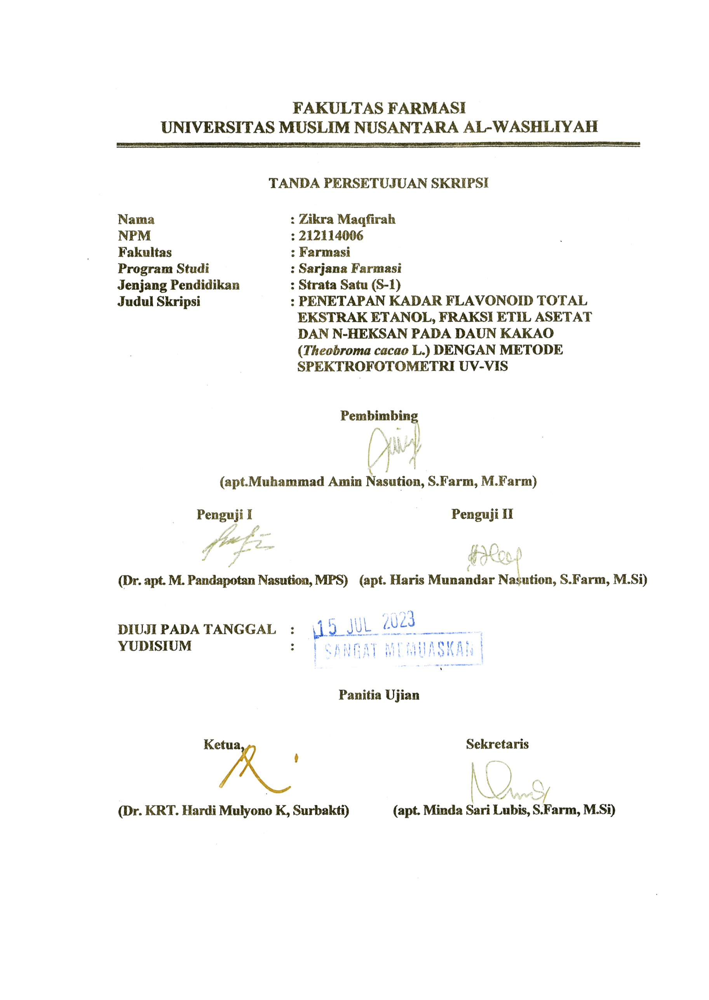 FAKULTAS FARMASI
UNIVERSITAS MUSLIM NUSANTARA AL-WASHLIYAH
TANDA PERSETUJUAN SKRIPSI
Nama : Zikra Maqfirah
NPM : 212114006
Fakultas : Farmasi
Program Studi : Sarjana Farmasi
Jenjang Pendidikan : Strata Satu (S-1)
Judul Skripsi : PENETAPAN KADAR FLAVONOID TOTAL
EKSTRAK ETANOL, FRAKSI ETIL ASETAT
DAN N-HEKSAN PADA DAUN KAKAO
(Theobroma cacao L.) DENGAN METODE
SPEKTROFOTOMETRI UV-VIS
Pembimbing
(apt.Muhammad Amin Nasution, S.Farm, M.Farm)
Penguji I Penguji II
(Dr. apt. M. Pandapotan Nasution, MPS) (apt. Haris Munandar Nasution, S.Farm, M.Si)
DIUJI PADA TANGGAL : 15 JUL 2023
YUDISIUM : SANGAT MEMUASKAN
Panitia Ujian
Ketua, Sekretaris
(Dr. KRT. Hardi Mulyono K, Surbakti) (apt. Minda Sari Lubis, S.Farm, M.Si)